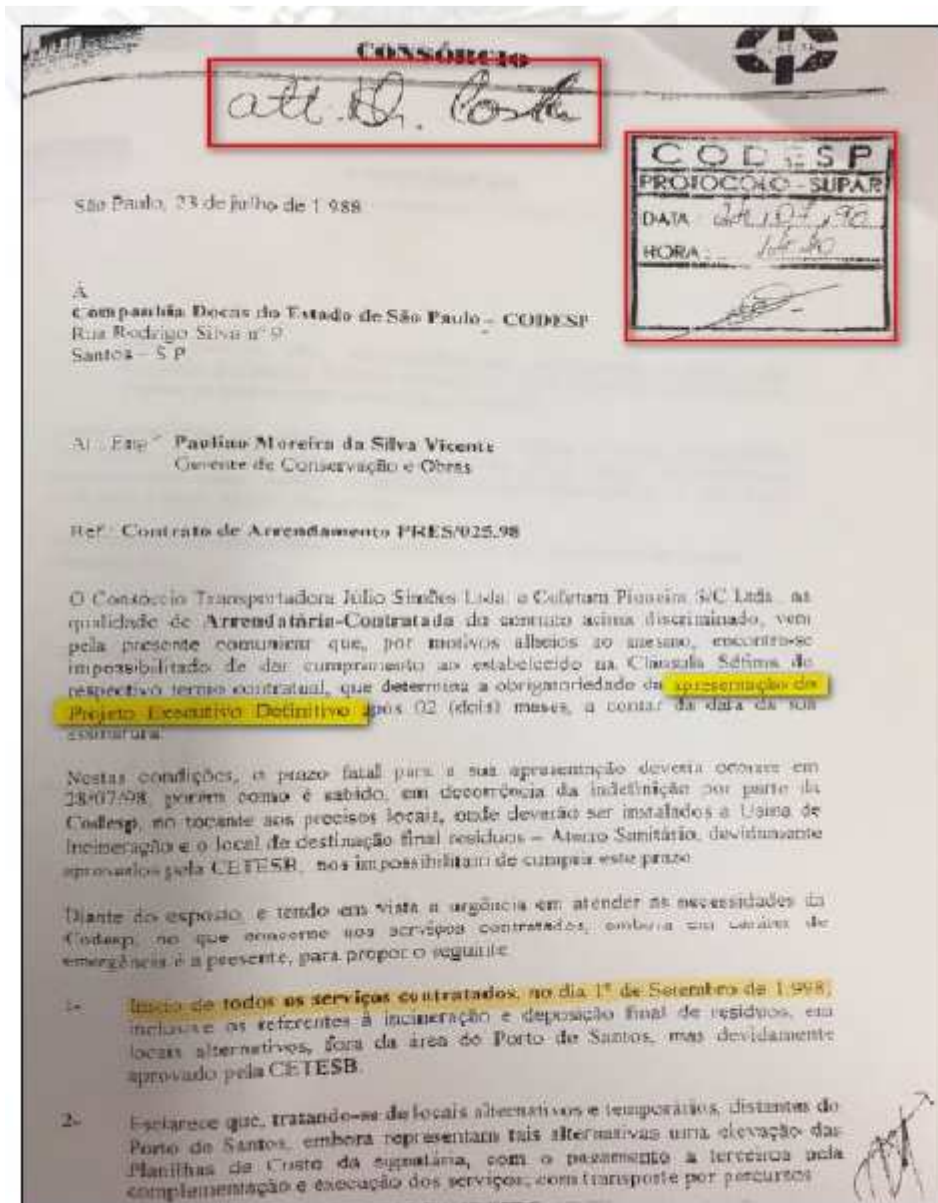 CONSÓRCIO
att. Dr. Costa
CODESP
PROTOCOLO - SUPAR
DATA
HORA:
São Paulo, 23 de julho de 1.988
À
Companhia Docas do Estado de São Paulo - CODESP
Rua Rodrigo Silva nº 9
Santos - S.P.
Paulino Moreira da Silva Vicente
Gerente de Conservação e Obras
Ref. Contrato de Arrendamento PRES/025.98
O Consórcio Transportadora Júlio Simões Ltda. e Pioneira S/C Ltda., na
qualidade de Arrendatária-Contratada do contrato acima discriminado, vem
pela presente comunicar que, por motivos alheios ao mesmo, encontra-se
impossibilitado de dar cumprimento ao estabelecido na Cláusula Sétima do
respectivo termo contratual, que determina a obrigatoriedade da apresentação do
Projeto Executivo Definitivo após 02 (dois) meses, a contar da data da sua
assinatura.
Nestas condições, o prazo fatal para a sua apresentação deveria ocorrer em
28/07/98, porém como é sabido, em decorrência da indefinição por parte da
Codesp, no tocante aos precisos locais, onde deverão ser instalados a Usina de
Incineração e o local de destinação final resíduos – Aterro Sanitário, devidamente
aprovados pela CETESB, nos impossibilitam de cumprir este prazo.
Diante do exposto, e tendo em vista a urgência em atender as necessidades da
Codesp, no que concerne aos serviços contratados, embora em caráter de
emergência é a presente, para propor o seguinte
1- Início de todos os serviços contratados, no dia 1º de Setembro de 1.998,
inclusive os referentes à incineração e deposição final de resíduos, em
locais alternativos, fora da área do Porto de Santos, mas devidamente
aprovado pela CETESB.
2- Esclarece que, tratando-se de locais alternativos e temporários, distantes do
Porto de Santos, embora representam tais alternativas uma elevação das
Planilhas de Custo da signatária, com o pagamento a terceiros pela
complementação e execução dos serviços, com transporte por percursos